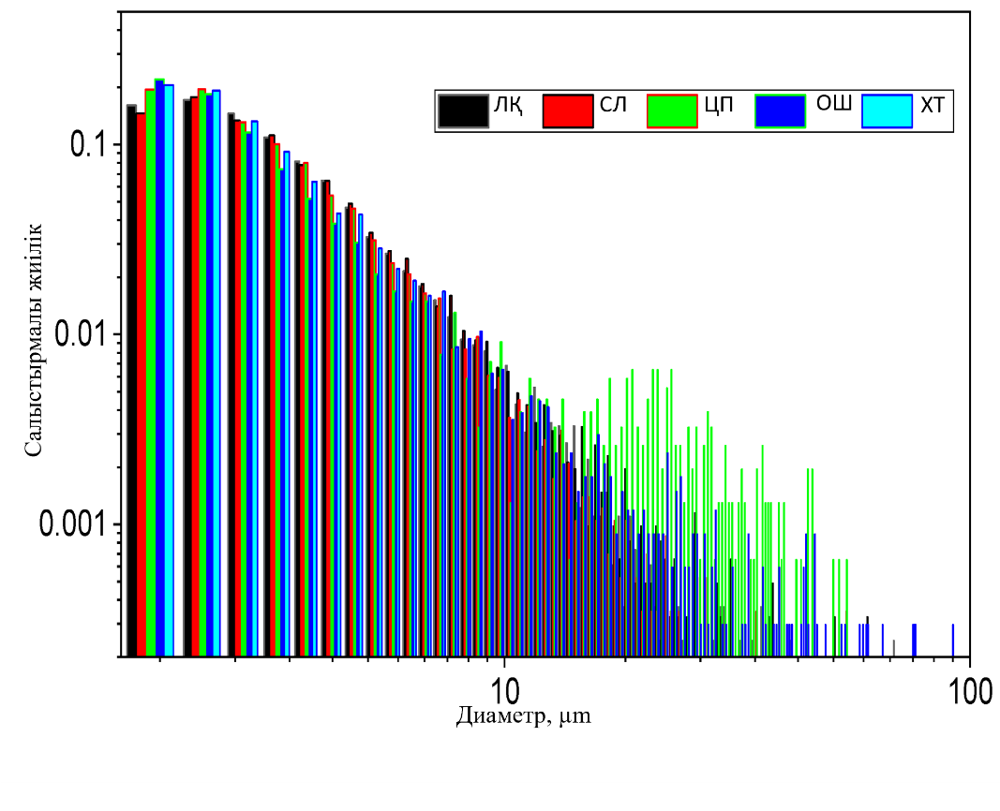 ЛҚ СЛ ЦП ОШ ХТ
0.1
0.01
0.001
Салыстырмалы жиілік
10 100
Диаметр, µm